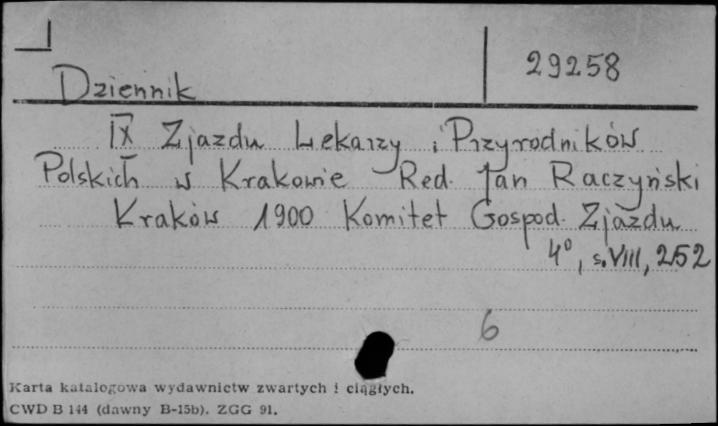 29258
Dziennik
IX Zjazdu Lekarzy i Przyrodników
Polskich w Krakowie Red. Jan Raczyński
Kraków 1900 Komitet Gospod. Zjazdu
4°, s. VIII, 252
6
Karta katalogowa wydawnictw zwartych i ciągłych.
CWD B 144 (dawny B-15b). ZGG 91.